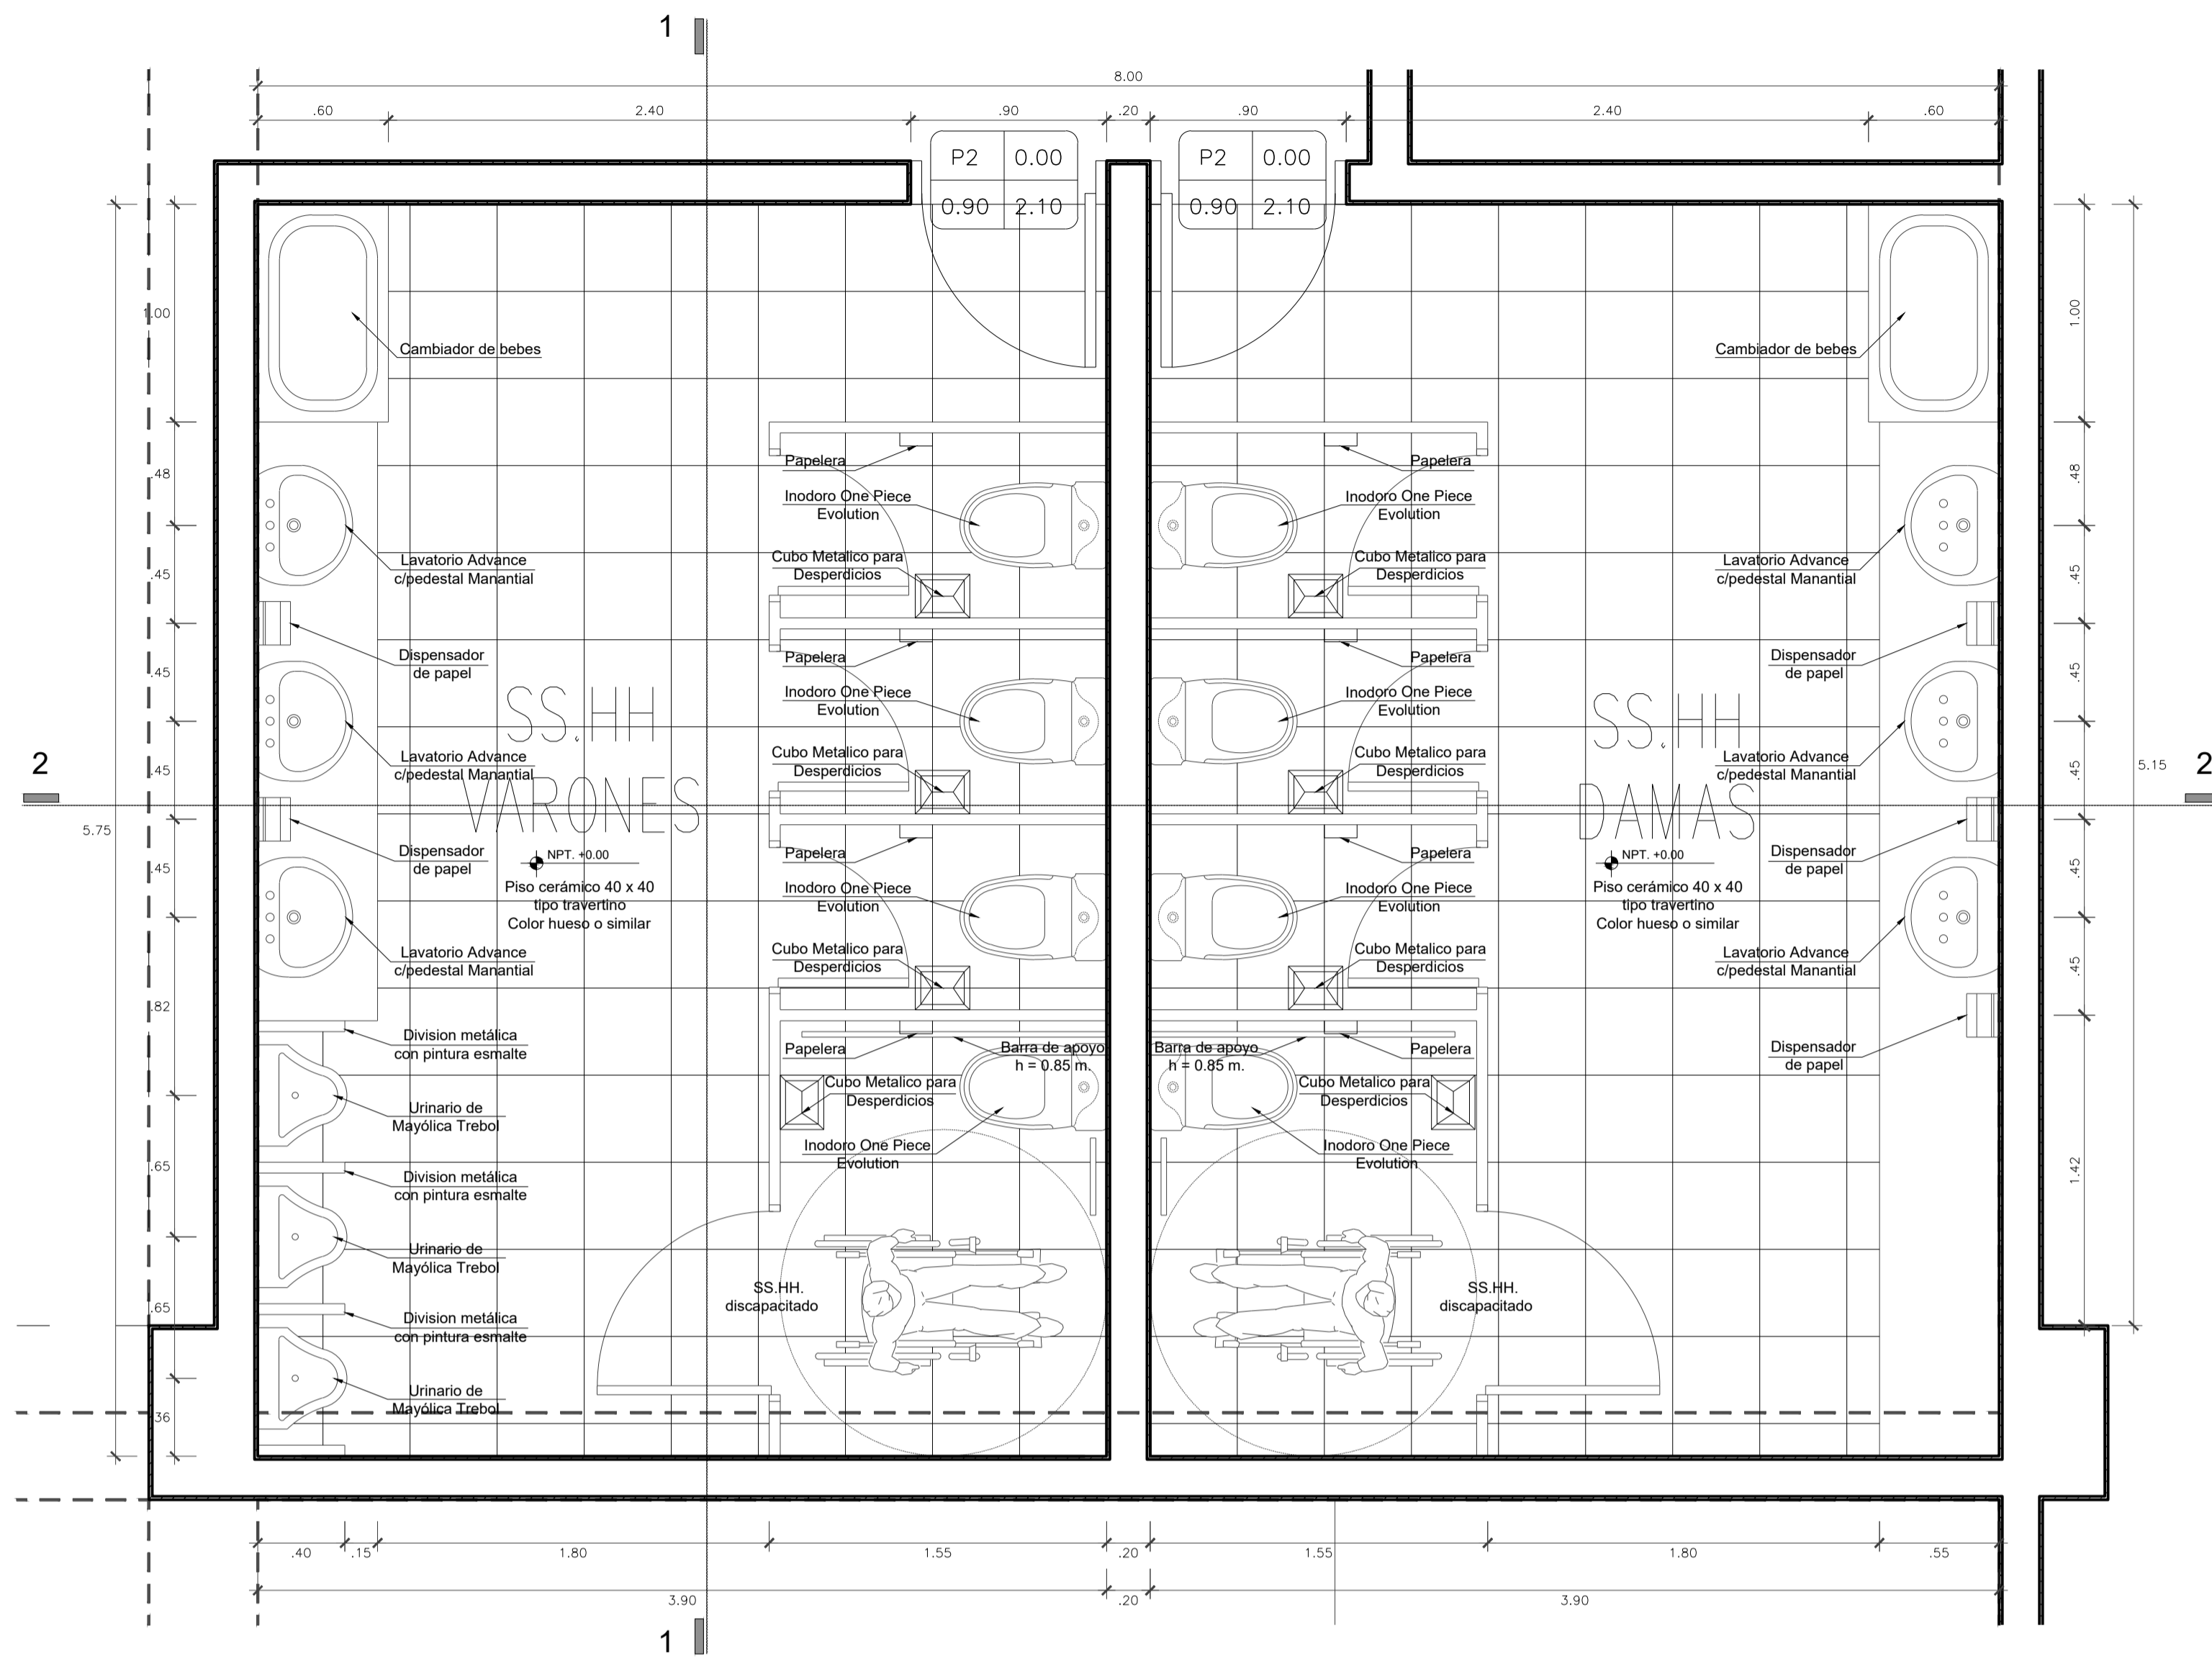 1
8.00
.60
2.40
.90
.20
.90
2.40
.60
P2
0.00
0.90
2.10
P2
0.00
0.90
2.10
1.00
.48
.45
.45
.45
.45
.82
.65
.65
.36
5.75
2
Cambiador de bebes
Lavatorio Advance
c/pedestal Manantial
Dispensador
de papel
SS.HH
VARONES
Lavatorio Advance
c/pedestal Manantial
Dispensador
de papel
NPT. +0.00
Piso cerámico 40 x 40
tipo travertino
Color hueso o similar
Lavatorio Advance
c/pedestal Manantial
Division metálica
con pintura esmalte
Urinario de
Mayólica Trebol
Division metálica
con pintura esmalte
Urinario de
Mayólica Trebol
Division metálica
con pintura esmalte
Urinario de
Mayólica Trebol
Papelera
Inodoro One Piece
Evolution
Cubo Metalico para
Desperdicios
Papelera
Inodoro One Piece
Evolution
Cubo Metalico para
Desperdicios
Papelera
Inodoro One Piece
Evolution
Cubo Metalico para
Desperdicios
Papelera
Barra de apoyo
h = 0.85 m.
Cubo Metalico para
Desperdicios
Inodoro One Piece
Evolution
SS.HH.
discapacitado
Papelera
Inodoro One Piece
Evolution
Cubo Metalico para
Desperdicios
Papelera
Inodoro One Piece
Evolution
Cubo Metalico para
Desperdicios
Papelera
Inodoro One Piece
Evolution
Cubo Metalico para
Desperdicios
Barra de apoyo
h = 0.85 m.
Papelera
Cubo Metalico para
Desperdicios
Inodoro One Piece
Evolution
SS.HH.
discapacitado
Cambiador de bebes
Lavatorio Advance
c/pedestal Manantial
Dispensador
de papel
SS.HH
DAMAS
Lavatorio Advance
c/pedestal Manantial
Dispensador
de papel
NPT. +0.00
Piso cerámico 40 x 40
tipo travertino
Color hueso o similar
Lavatorio Advance
c/pedestal Manantial
Dispensador
de papel
1.00
.48
.45
.45
.45
.45
.45
1.42
5.15
2
.40
.15
1.80
1.55
.20
1.55
1.80
.55
3.90
.20
3.90
1